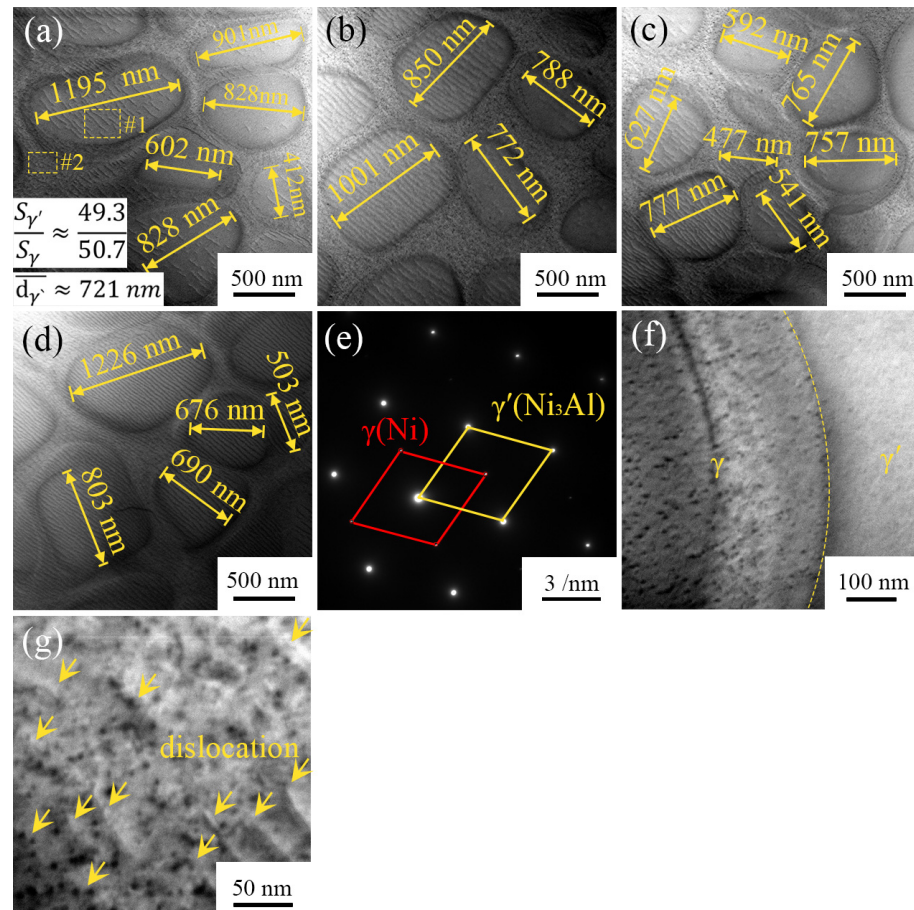 (a)
901 nm
1195 nm
828nm
#1
#2
602 nm
412nm
828 nm
Sγ′/Sγ ≈ 49.3/50.7
dγ` ≈ 721 nm
500 nm
(b)
850 nm
788 nm
772 nm
1001 nm
500 nm
(c)
592 nm
765 nm
627 nm
477 nm
757 nm
777 nm
541 nm
500 nm
(d)
1226 nm
503 nm
676 nm
803 nm
690 nm
500 nm
(e)
γ′(Ni₃Al)
γ(Ni)
3 /nm
(f)
γ
γ′
100 nm
(g)
dislocation
50 nm